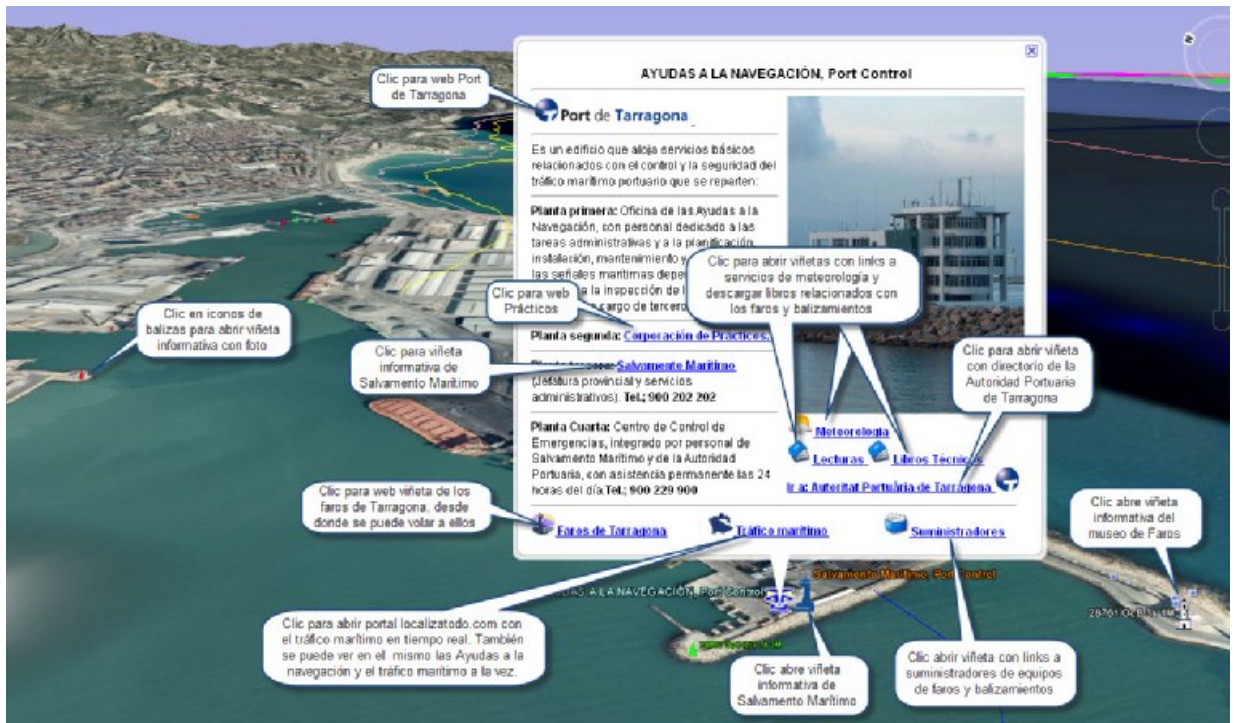 AYUDAS A LA NAVEGACIÓN, Port Control
Clic para web Port
de Tarragona
Port de Tarragona
Es un edificio que aloja servicios básicos
relacionados con el control y la seguridad del
tráfico marítimo portuario que se reparten:
Planta primera: Oficina de las Ayudas a la
Navegación, con personal dedicado a las
tareas administrativas y a la planificación,
instalación, mantenimiento y
las señales marítimas
a la inspección de
cargo de
Clic para abrir viñetas con links a
servicios de meteorología y
descargar libros relacionados con
los faros y balizamientos
Clic para web
Prácticos
Clic en iconos de
balizas para abrir viñeta
informativa con foto
Planta segunda: Corporación de Prácticos.
Clic para viñeta
informativa de
Salvamento Marítimo
Salvamento Marítimo
(Jefatura provincial y servicios
administrativos). Tel.; 900 202 202
Clic para abrir viñeta
con directorio de la
Autoridad Portuaria
de Tarragona
Planta Cuarta: Centro de Control de
Emergencias, integrado por personal de
Salvamento Marítimo y de la Autoridad
Portuaria, con asistencia permanente las 24
horas del día.Tel.; 900 229 900
Meteorología
Lecturas Libros Técnicos
Ir a: Autoritat Portuària de Tarragona
Clic para web viñeta de los
faros de Tarragona, desde
donde se puede volar a ellos
Clic abre viñeta
informativa del
museo de Faros
Faros de Tarragona Tráfico marítimo Suministradores
Salvamento Marítimo, Port Control
AYUDAS A LA NAVEGACIÓN, Port Control
Clic para abrir portal localizatodo.com con
el tráfico marítimo en tiempo real. También
se puede ver en el mismo las Ayudas a la
navegación y el tráfico marítimo a la vez.
Clic abre viñeta
informativa de
Salvamento Marítimo
Clic abrir viñeta con links a
suministradores de equipos
de faros y balizamientos